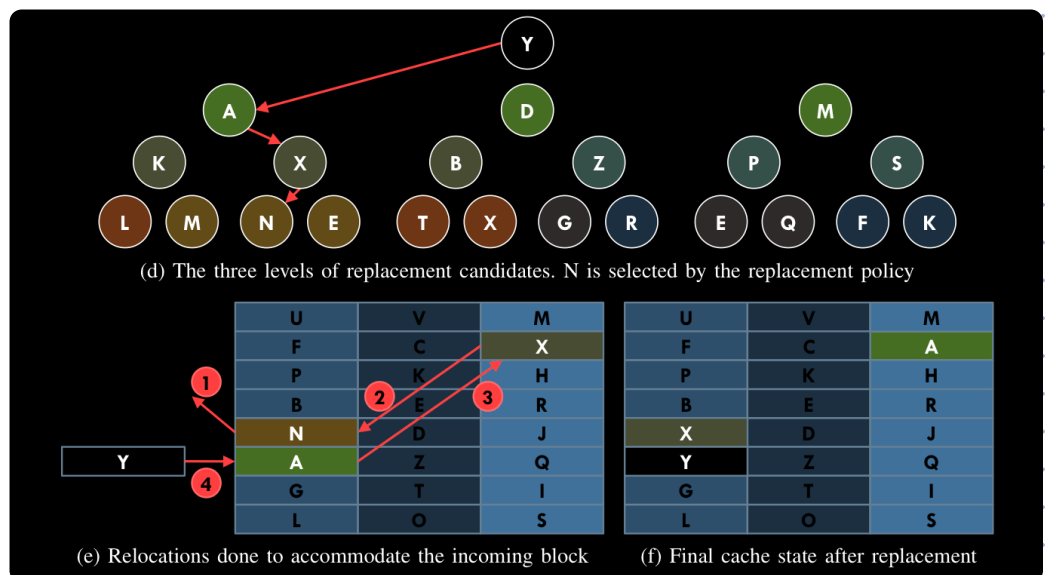 Y
A D M
K X B Z P S
L M N E T X G R E Q F K
(d) The three levels of replacement candidates. N is selected by the replacement policy
U V M U V M
F C X F C A
1 P K H P K H
2 3 B E R B E R
N D J X D J
Y A Z Q Y Z Q
4 G T I G T I
L O S L O S
(e) Relocations done to accommodate the incoming block (f) Final cache state after replacement